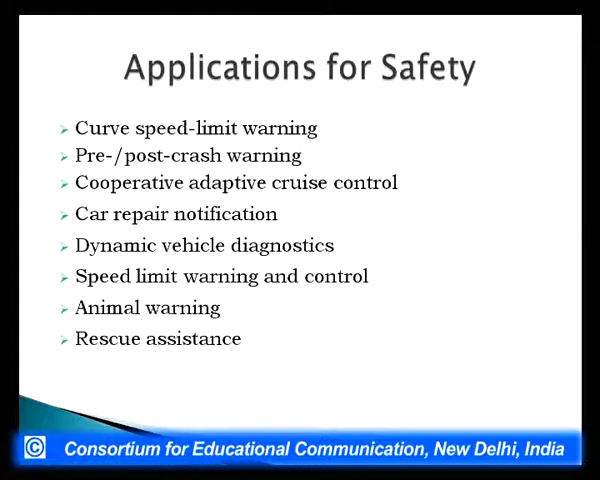 Applications for Safety
Curve speed-limit warning
Pre-/post-crash warning
Cooperative adaptive cruise control
Car repair notification
Dynamic vehicle diagnostics
Speed limit warning and control
Animal warning
Rescue assistance
© Consortium for Educational Communication, New Delhi, India